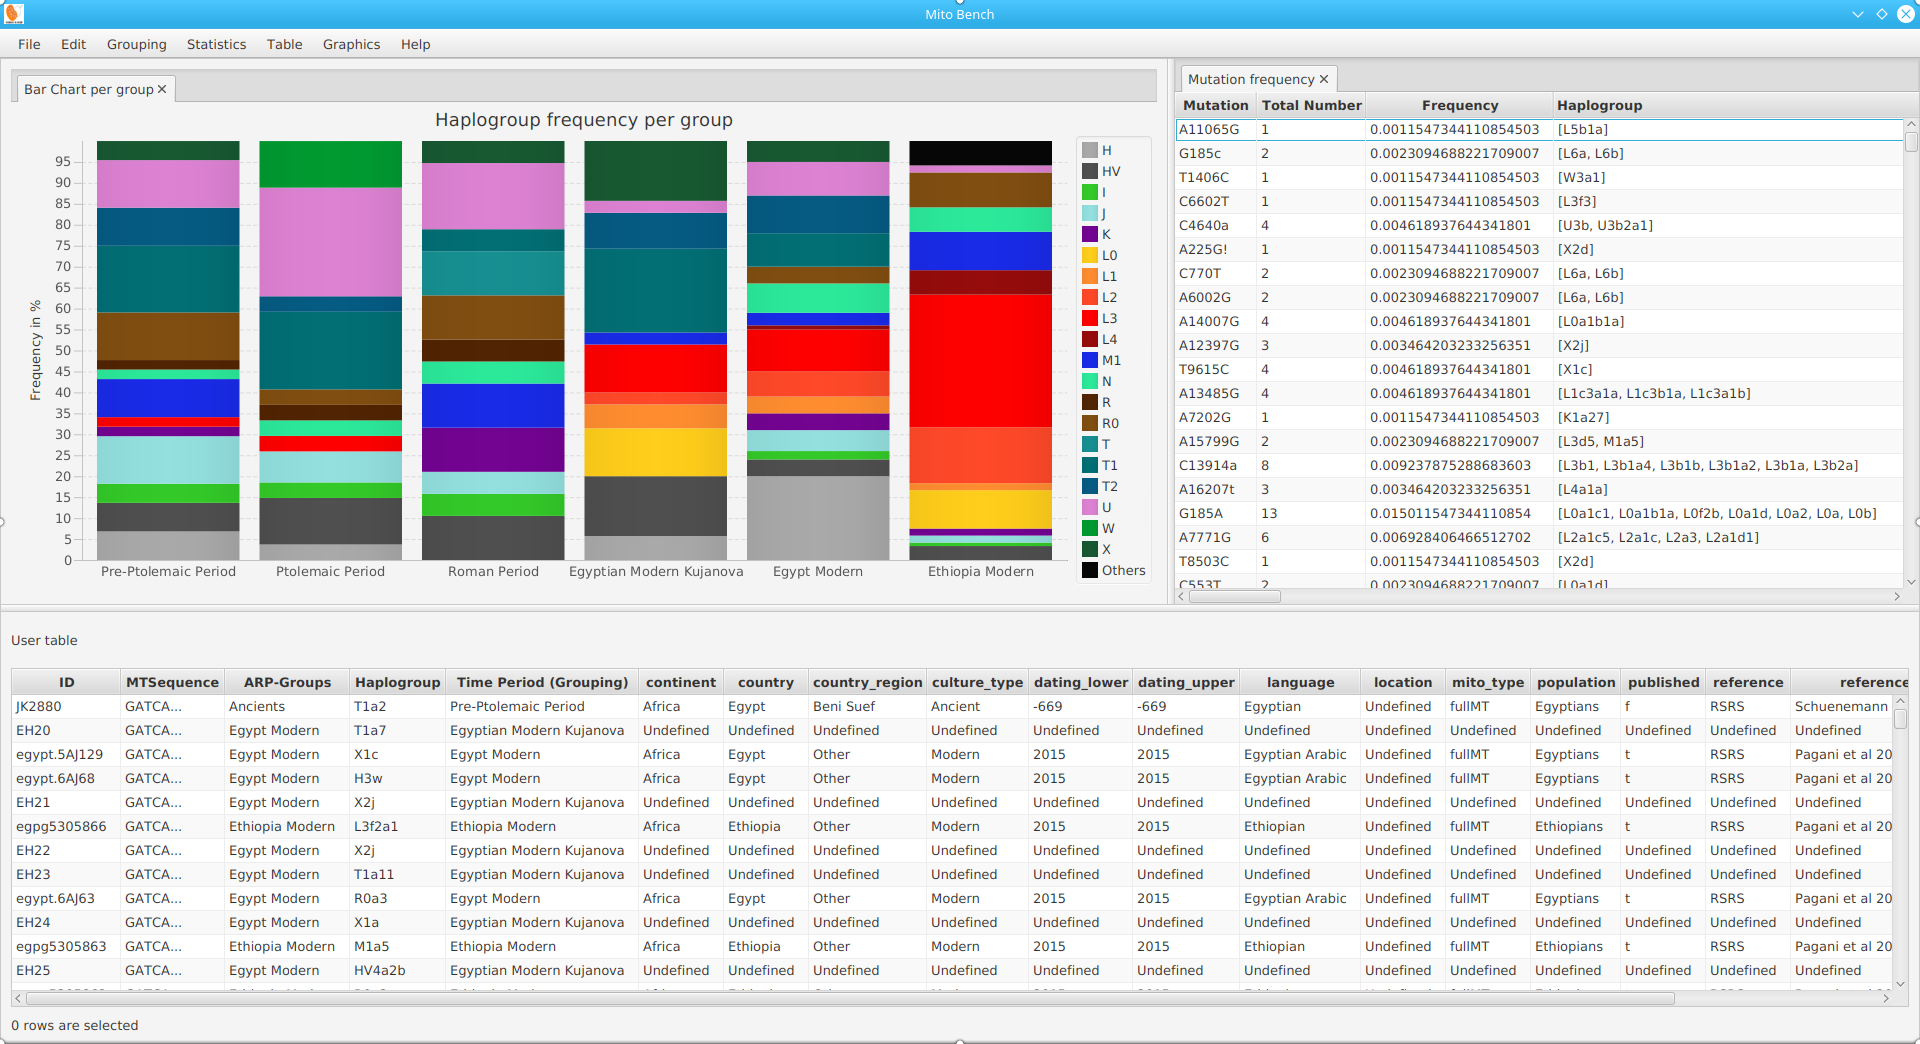 Mito Bench
File Edit Grouping Statistics Table Graphics Help
Bar Chart per group
Haplogroup frequency per group
Frequency in %
95
90
85
80
75
70
65
60
55
50
45
40
35
30
25
20
15
10
5
0
Pre-Ptolemaic Period Ptolemaic Period Roman Period Egyptian Modern Kujanova Egypt Modern Ethiopia Modern
H
HV
I
J
K
L0
L1
L2
L3
L4
M1
N
R
R0
T
T1
T2
U
W
X
Others
Mutation frequency
Mutation Total Number Frequency Haplogroup
A11065G 1 0.0011547344110854503 [L5b1a]
G185c 2 0.0023094688221709007 [L6a, L6b]
T1406C 1 0.0011547344110854503 [W3a1]
C6602T 1 0.0011547344110854503 [L3f3]
C4640a 4 0.004618937644341801 [U3b, U3b2a1]
A225G! 1 0.0011547344110854503 [X2d]
C770T 2 0.0023094688221709007 [L6a, L6b]
A6002G 2 0.0023094688221709007 [L6a, L6b]
A14007G 4 0.004618937644341801 [L0a1b1a]
A12397G 3 0.003464203233256351 [X2j]
T9615C 4 0.004618937644341801 [X1c]
A13485G 4 0.004618937644341801 [L1c3a1a, L1c3b1a, L1c3a1b]
A7202G 1 0.0011547344110854503 [K1a27]
A15799G 2 0.0023094688221709007 [L3d5, M1a5]
C13914a 8 0.009237875288683603 [L3b1, L3b1a4, L3b1b, L3b1a2, L3b1a, L3b2a]
A16207t 3 0.003464203233256351 [L4a1a]
G185A 13 0.015011547344110854 [L0a1c1, L0a1b1a, L0f2b, L0a1d, L0a2, L0a, L0b]
A7771G 6 0.006928406466512702 [L2a1c5, L2a1c, L2a3, L2a1d1]
T8503C 1 0.0011547344110854503 [X2d]
C553T 2 0.0023094688221709007 [L0a1d]
User table
ID MTSequence ARP-Groups Haplogroup Time Period (Grouping) continent country country_region culture_type dating_lower dating_upper language location mito_type population published reference reference
JK2880 GATCA... Ancients T1a2 Pre-Ptolemaic Period Africa Egypt Beni Suef Ancient -669 -669 Egyptian Undefined fullMT Egyptians f RSRS Schuenemann
EH20 GATCA... Egypt Modern T1a7 Egyptian Modern Kujanova Undefined Undefined Undefined Undefined Undefined Undefined Undefined Undefined Undefined Undefined Undefined Undefined Undefined
egypt.5AJ129 GATCA... Egypt Modern X1c Egypt Modern Africa Egypt Other Modern 2015 2015 Egyptian Arabic Undefined fullMT Egyptians t RSRS Pagani et al 20
egypt.6AJ68 GATCA... Egypt Modern H3w Egypt Modern Africa Egypt Other Modern 2015 2015 Egyptian Arabic Undefined fullMT Egyptians t RSRS Pagani et al 20
EH21 GATCA... Egypt Modern X2j Egyptian Modern Kujanova Undefined Undefined Undefined Undefined Undefined Undefined Undefined Undefined Undefined Undefined Undefined Undefined Undefined
egpg5305866 GATCA... Ethiopia Modern L3f2a1 Ethiopia Modern Africa Ethiopia Other Modern 2015 2015 Ethiopian Undefined fullMT Ethiopians t RSRS Pagani et al 20
EH22 GATCA... Egypt Modern X2j Egyptian Modern Kujanova Undefined Undefined Undefined Undefined Undefined Undefined Undefined Undefined Undefined Undefined Undefined Undefined Undefined
EH23 GATCA... Egypt Modern T1a11 Egyptian Modern Kujanova Undefined Undefined Undefined Undefined Undefined Undefined Undefined Undefined Undefined Undefined Undefined Undefined Undefined
egypt.6AJ63 GATCA... Egypt Modern R0a3 Egypt Modern Africa Egypt Other Modern 2015 2015 Egyptian Arabic Undefined fullMT Egyptians t RSRS Pagani et al 20
EH24 GATCA... Egypt Modern X1a Egyptian Modern Kujanova Undefined Undefined Undefined Undefined Undefined Undefined Undefined Undefined Undefined Undefined Undefined Undefined Undefined
egpg5305863 GATCA... Ethiopia Modern M1a5 Ethiopia Modern Africa Ethiopia Other Modern 2015 2015 Ethiopian Undefined fullMT Ethiopians t RSRS Pagani et al 20
EH25 GATCA... Egypt Modern HV4a2b Egyptian Modern Kujanova Undefined Undefined Undefined Undefined Undefined Undefined Undefined Undefined Undefined Undefined Undefined Undefined Undefined
0 rows are selected